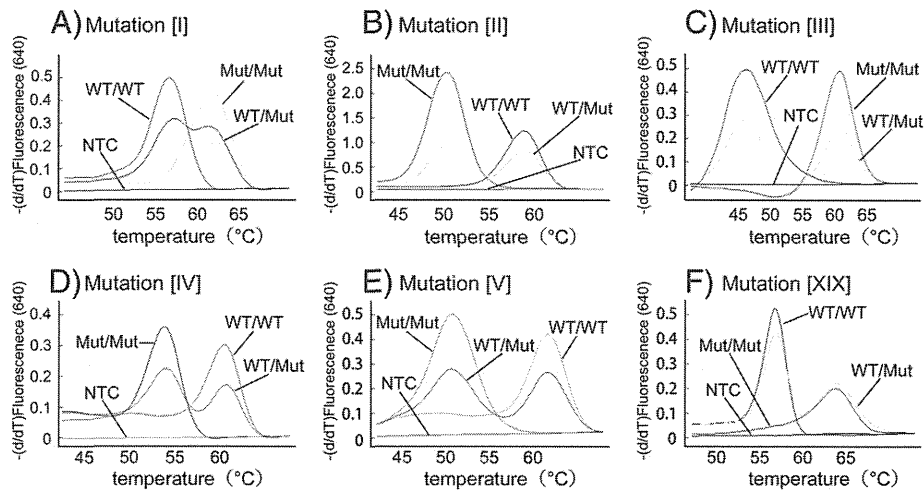 A) Mutation [I]
-(d/dT)Fluorescenece (640)
0.5
0.4
0.3
0.2
0.1
0
WT/WT
Mut/Mut
WT/Mut
NTC
50 55 60 65
temperature (°C)
B) Mutation [II]
-(d/dT)Fluorescenece (640)
2.5
2.0
1.5
1.0
0.5
0.0
Mut/Mut
WT/WT
WT/Mut
NTC
45 50 55 60
temperature (°C)
C) Mutation [III]
-(d/dT)Fluorescenece (640)
0.5
0.4
0.3
0.2
0.1
0
WT/WT
Mut/Mut
NTC
WT/Mut
45 50 55 60
temperature (°C)
D) Mutation [IV]
-(d/dT)Fluorescenece (640)
0.4
0.3
0.2
0.1
0
Mut/Mut
WT/WT
WT/Mut
NTC
45 50 55 60
temperature (°C)
E) Mutation [V]
-(d/dT)Fluorescenece (640)
0.5
0.4
0.3
0.2
0.1
0
Mut/Mut
WT/Mut
WT/WT
NTC
45 50 55 60
temperature (°C)
F) Mutation [XIX]
-(d/dT)Fluorescenece (640)
0.5
0.4
0.3
0.2
0.1
0
WT/WT
Mut/Mut
NTC
WT/Mut
50 55 60 65
temperature (°C)